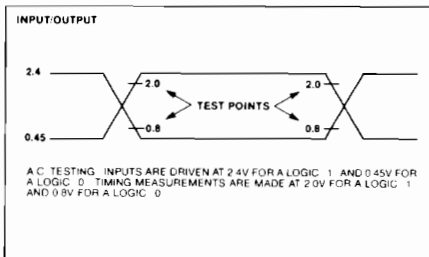 INPUT/OUTPUT
2.4
2.0
2.0
TEST POINTS
0.8
0.8
0.45
A C TESTING INPUTS ARE DRIVEN AT 2 4V FOR A LOGIC 1 AND 0 45V FOR
A LOGIC 0 TIMING MEASUREMENTS ARE MADE AT 2 0V FOR A LOGIC 1
AND 0 8V FOR A LOGIC 0